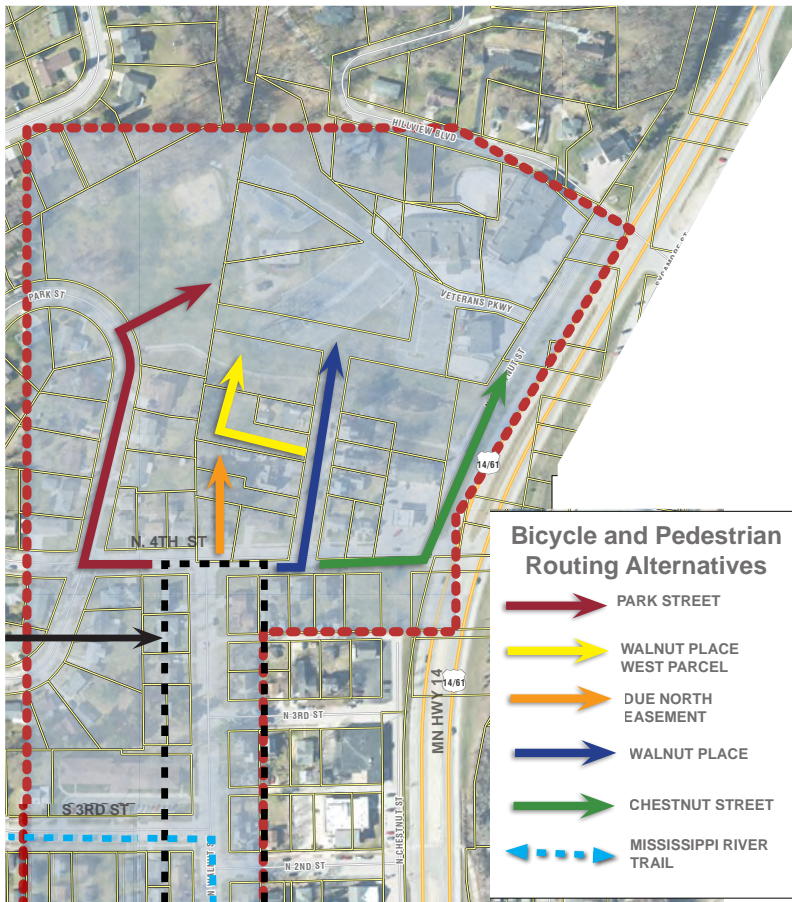 HILLVIEW BLVD
SYCAMORE ST
PARK ST
VETERANS PKWY
NUT ST
14/61
N. 4TH ST
Bicycle and Pedestrian
Routing Alternatives
PARK STREET
WALNUT PLACE
WEST PARCEL
DUE NORTH
EASEMENT
WALNUT PLACE
CHESTNUT STREET
MISSISSIPPI RIVER
TRAIL
14/61
MN HWY 14
N 3RD ST
S 3RD ST
N CHESTNUT ST
N 2ND ST